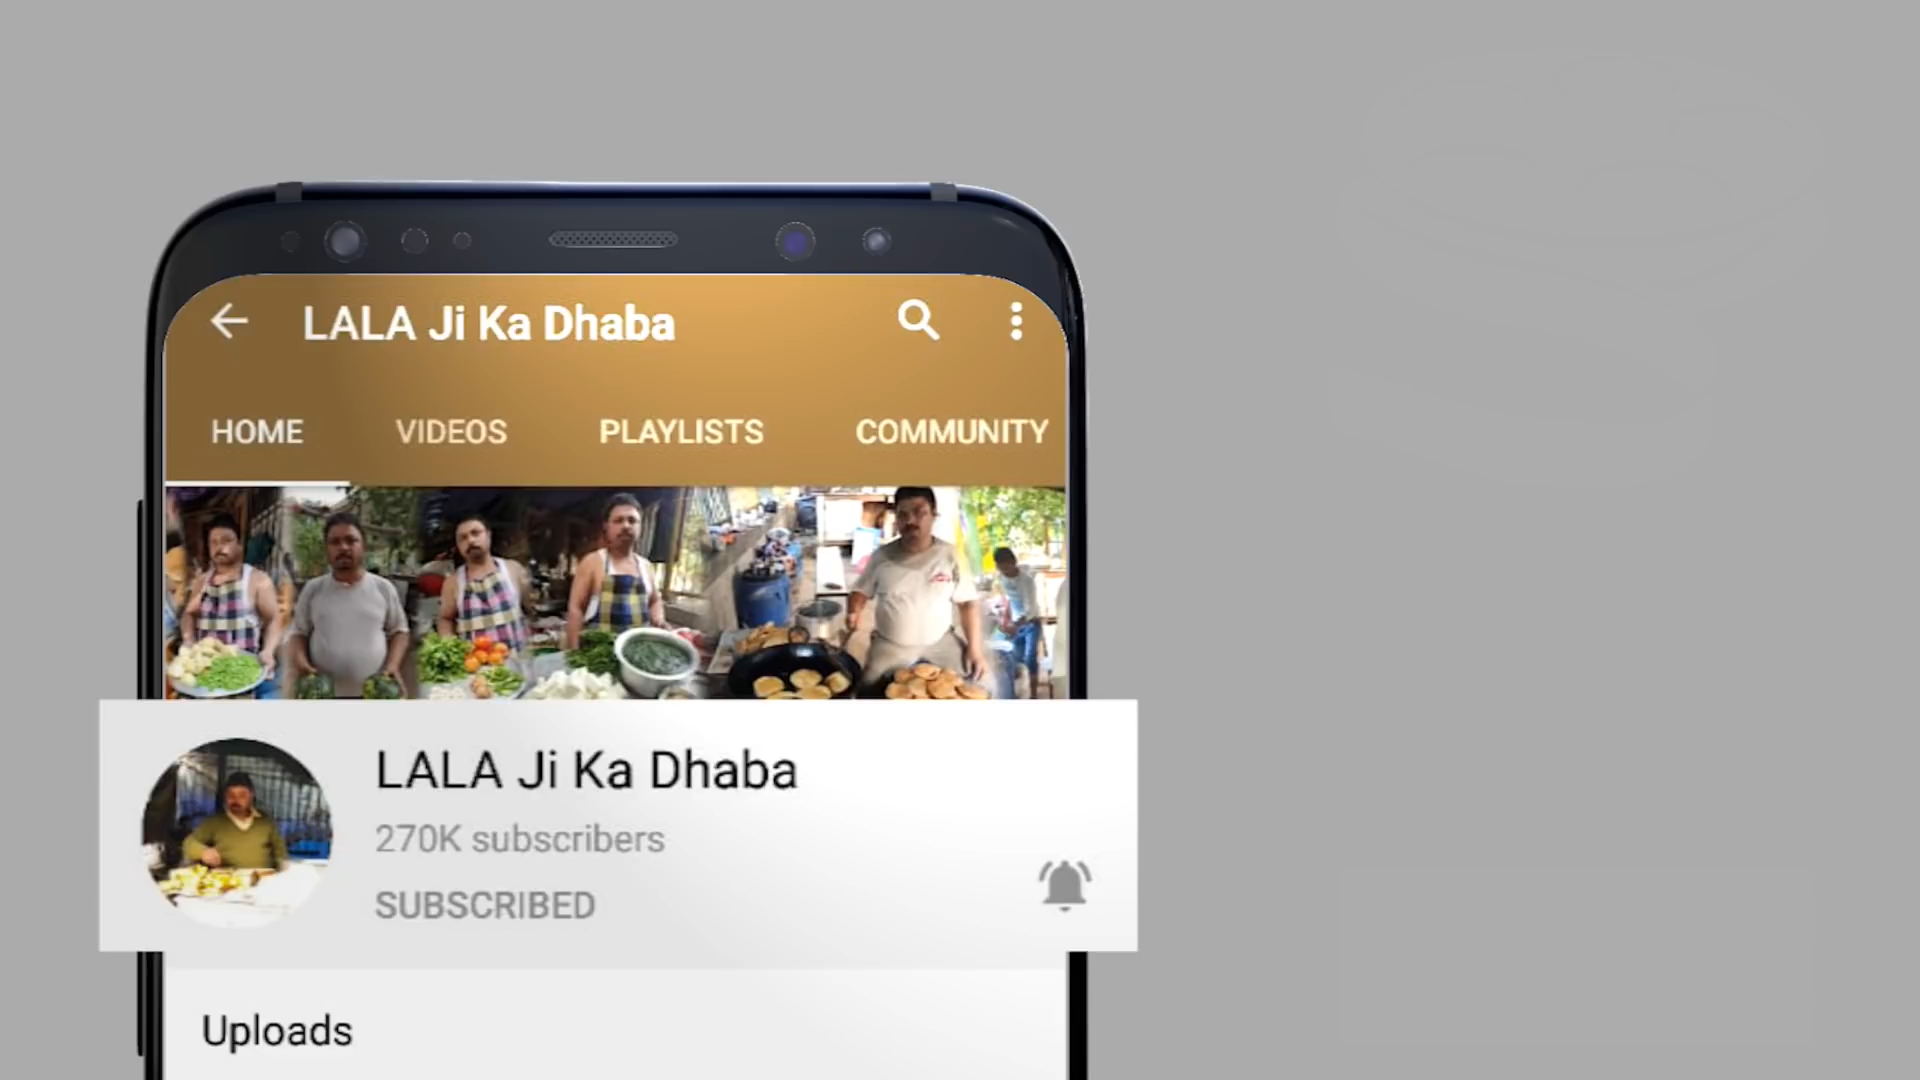 LALA Ji Ka Dhaba
HOME VIDEOS PLAYLISTS COMMUNITY
LALA Ji Ka Dhaba
270K subscribers
SUBSCRIBED
Uploads